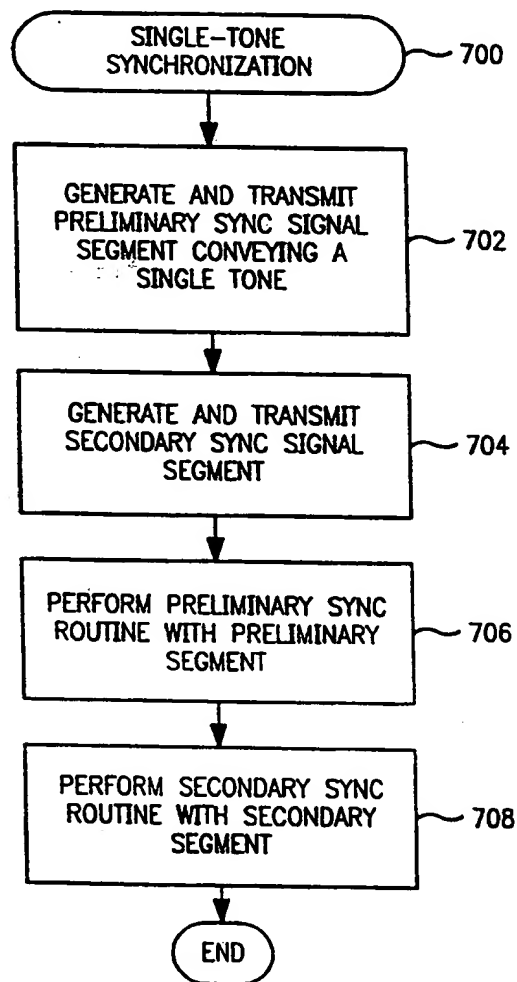 SINGLE-TONE
SYNCHRONIZATION
700
GENERATE AND TRANSMIT
PRELIMINARY SYNC SIGNAL
SEGMENT CONVEYING A
SINGLE TONE
702
GENERATE AND TRANSMIT
SECONDARY SYNC SIGNAL
SEGMENT
704
PERFORM PRELIMINARY SYNC
ROUTINE WITH PRELIMINARY
SEGMENT
706
PERFORM SECONDARY SYNC
ROUTINE WITH SECONDARY
SEGMENT
708
END